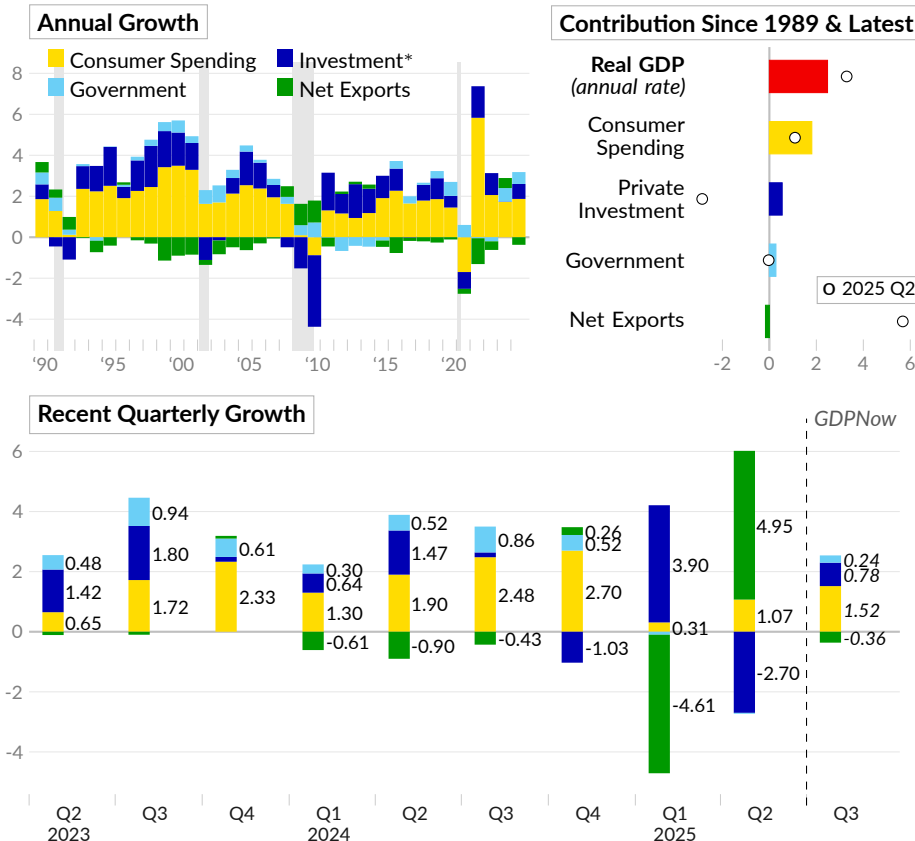 Annual Growth
Consumer Spending
Investment*
Government
Net Exports
8
6
4
2
0
-2
-4
‘90
‘95
‘00
‘05
‘10
‘15
‘20
Contribution Since 1989 & Latest
Real GDP
(annual rate)
Consumer
Spending
Private
Investment
Government
Net Exports
2025 Q2
-2
0
2
4
6
Recent Quarterly Growth
GDPNow
6
4
2
0
-2
-4
0.48
1.42
0.65
0.94
1.80
1.72
0.61
2.33
0.30
0.64
1.30
-0.61
0.52
1.47
1.90
-0.90
0.86
2.48
-0.43
0.26
0.52
2.70
-1.03
3.90
0.31
-4.61
4.95
1.07
-2.70
0.24
0.78
1.52
-0.36
Q2
2023
Q3
Q4
Q1
2024
Q2
Q3
Q4
Q1
2025
Q2
Q3